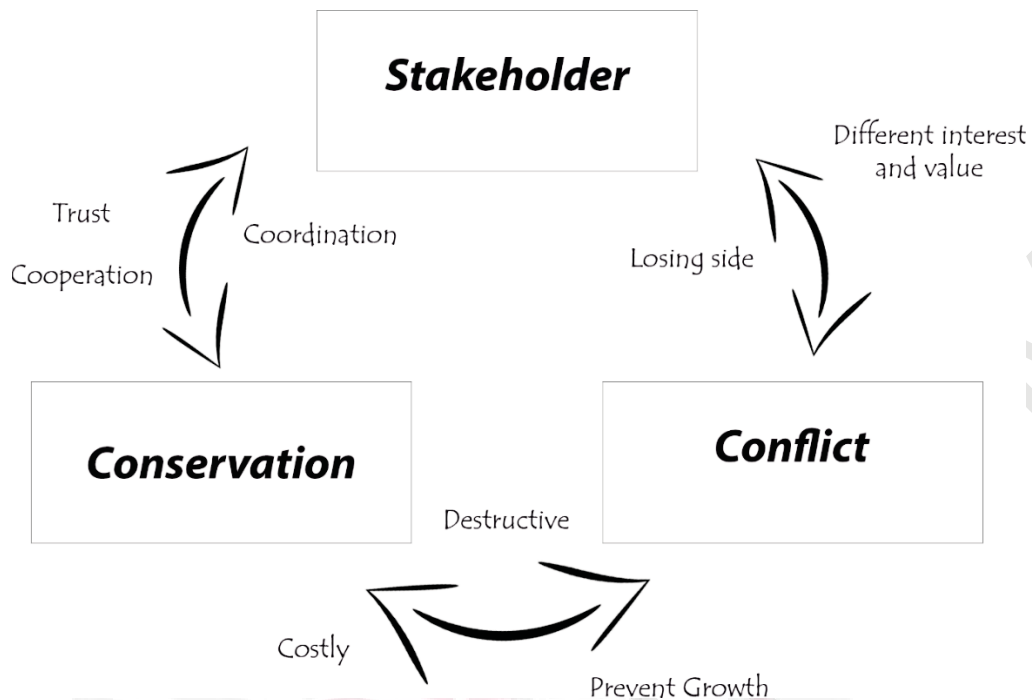 Stakeholder
Different interest
and value
Trust
Coordination
Cooperation
Losing side
Conservation
Conflict
Destructive
Costly
Prevent Growth